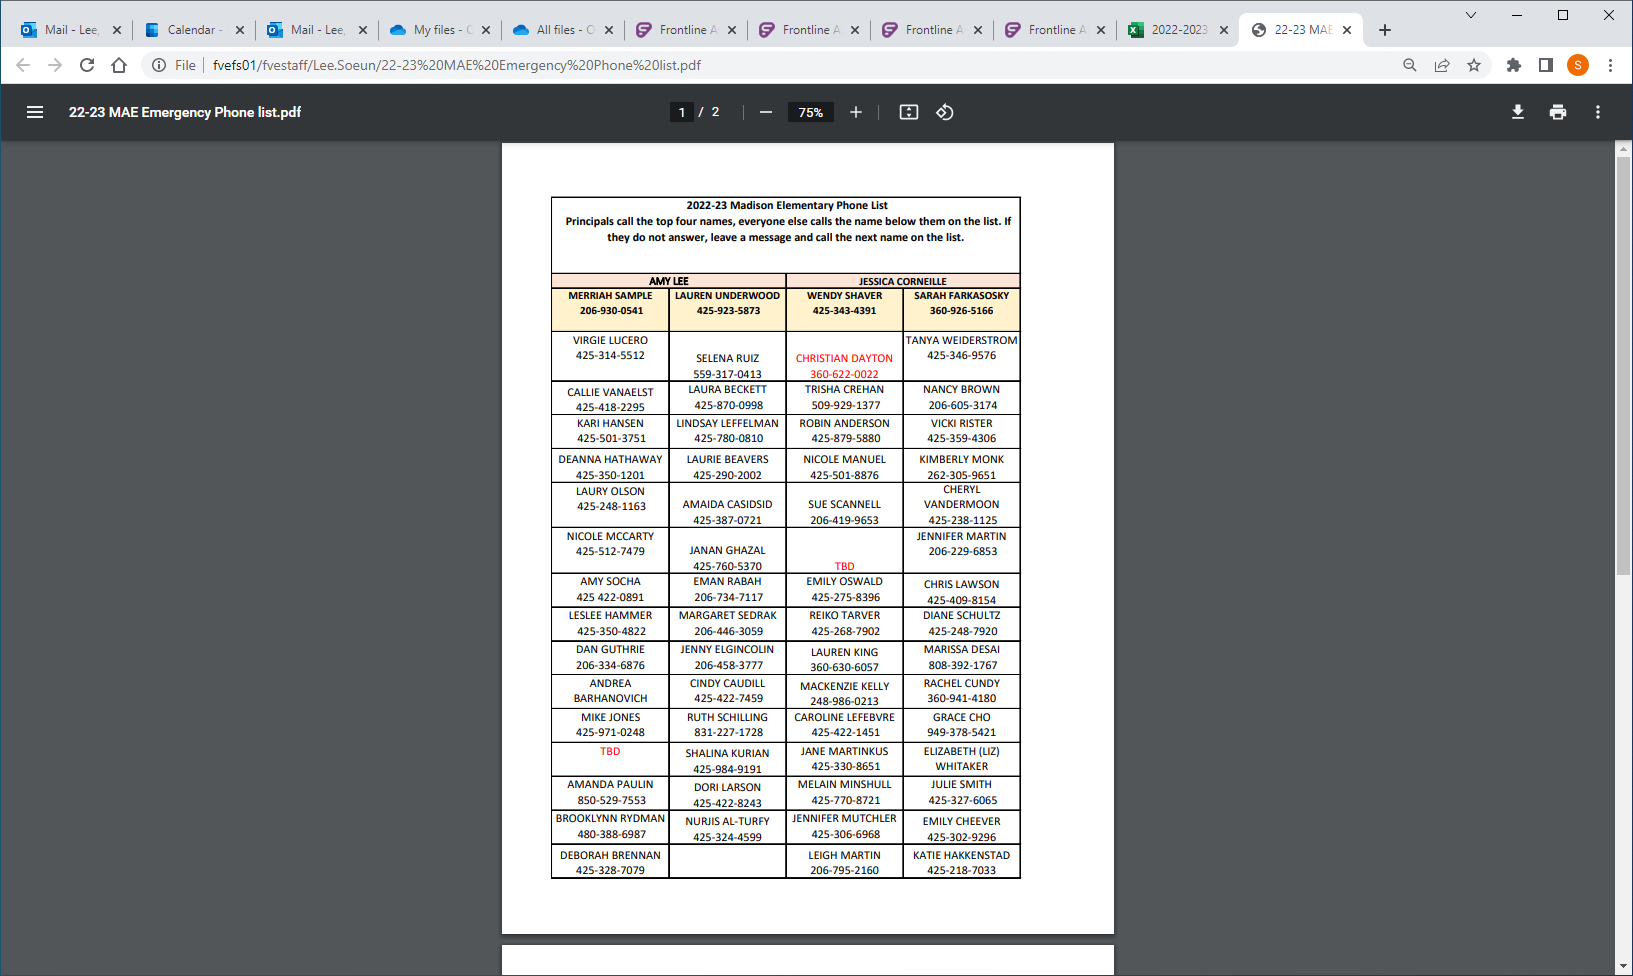 Mail - Lee, Calendar - Mail - Lee, My files - All files - O Frontline A Frontline A Frontline A Frontline A 2022-2023 22-23 MAE
File fvefs01/fvestaff/Lee.Soeun/22-23%20MAE%20Emergency%20Phone%20list.pdf S
22-23 MAE Emergency Phone list.pdf 1 / 2 75%
2022-23 Madison Elementary Phone List
Principals call the top four names, everyone else calls the name below them on the list. If
they do not answer, leave a message and call the next name on the list.
AMY LEE JESSICA CORNEILLE
MERRIAH SAMPLE LAUREN UNDERWOOD WENDY SHAVER SARAH FARKASOSKY
206-930-0541 425-923-5873 425-343-4391 360-926-5166
VIRGIE LUCERO TANYA WEIDERSTROM
425-314-5512 425-346-9576
SELENA RUIZ CHRISTIAN DAYTON
559-317-0413 360-622-0022
CALLIE VANAELST LAURA BECKETT TRISHA CREHAN NANCY BROWN
425-418-2295 425-870-0998 509-929-1377 206-605-3174
KARI HANSEN LINDSAY LEFFELMAN ROBIN ANDERSON VICKI RISTER
425-501-3751 425-780-0810 425-879-5880 425-359-4306
DEANNA HATHAWAY LAURIE BEAVERS NICOLE MANUEL KIMBERLY MONK
425-350-1201 425-290-2002 425-501-8876 262-305-9651
LAURY OLSON CHERYL
425-248-1163 AMAIDA CASIDSID SUE SCANNELL VANDERMOON
425-387-0721 206-419-9653 425-238-1125
NICOLE MCCARTY JENNIFER MARTIN
425-512-7479 JANAN GHAZAL 206-229-6853
425-760-5370 TBD
AMY SOCHA EMAN RABAH EMILY OSWALD CHRIS LAWSON
425 422-0891 206-734-7117 425-275-8396 425-409-8154
LESLEE HAMMER MARGARET SEDRAK REIKO TARVER DIANE SCHULTZ
425-350-4822 206-446-3059 425-268-7902 425-248-7920
DAN GUTHRIE JENNY ELGINCOLIN LAUREN KING MARISSA DESAI
206-334-6876 206-458-3777 360-630-6057 808-392-1767
ANDREA CINDY CAUDILL MACKENZIE KELLY RACHEL CUNDY
BARHANOVICH 425-422-7459 248-986-0213 360-941-4180
MIKE JONES RUTH SCHILLING CAROLINE LEFEBVRE GRACE CHO
425-971-0248 831-227-1728 425-422-1451 949-378-5421
TBD SHALINA KURIAN JANE MARTINKUS ELIZABETH (LIZ)
425-984-9191 425-330-8651 WHITAKER
AMANDA PAULIN DORI LARSON MELAIN MINSHULL JULIE SMITH
850-529-7553 425-422-8243 425-770-8721 425-327-6065
BROOKLYNN RYDMAN NURJIS AL-TURFY JENNIFER MUTCHLER EMILY CHEEVER
480-388-6987 425-324-4599 425-306-6968 425-302-9296
DEBORAH BRENNAN LEIGH MARTIN KATIE HAKKENSTAD
425-328-7079 206-795-2160 425-218-7033